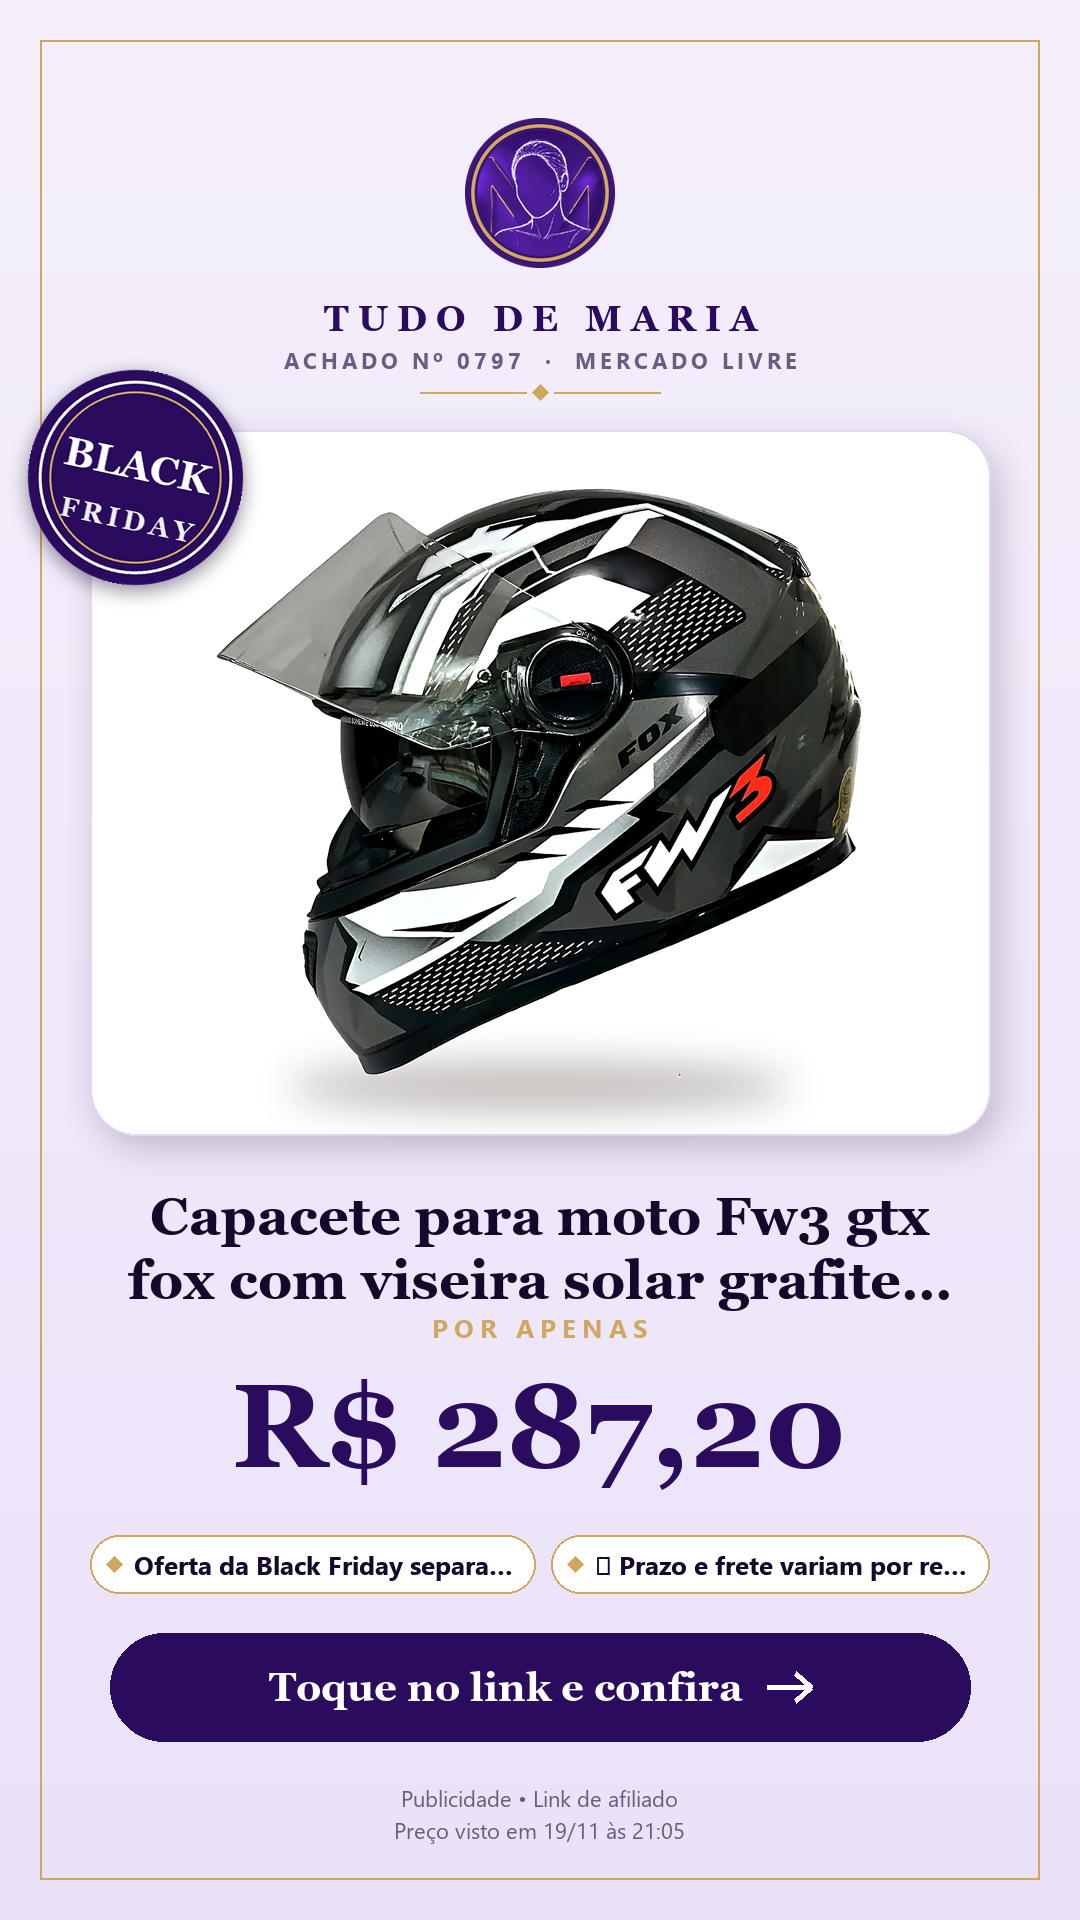 TUDO DE MARIA
ACHADO Nº 0797 · MERCADO LIVRE
BLACK
FRIDAY
OPEN
FOX
FW3
Capacete para moto Fw3 gtx
fox com viseira solar grafite...
POR APENAS
R$ 287,20
Oferta da Black Friday separa...
Prazo e frete variam por re...
Toque no link e confira →
Publicidade • Link de afiliado
Preço visto em 19/11 às 21:05